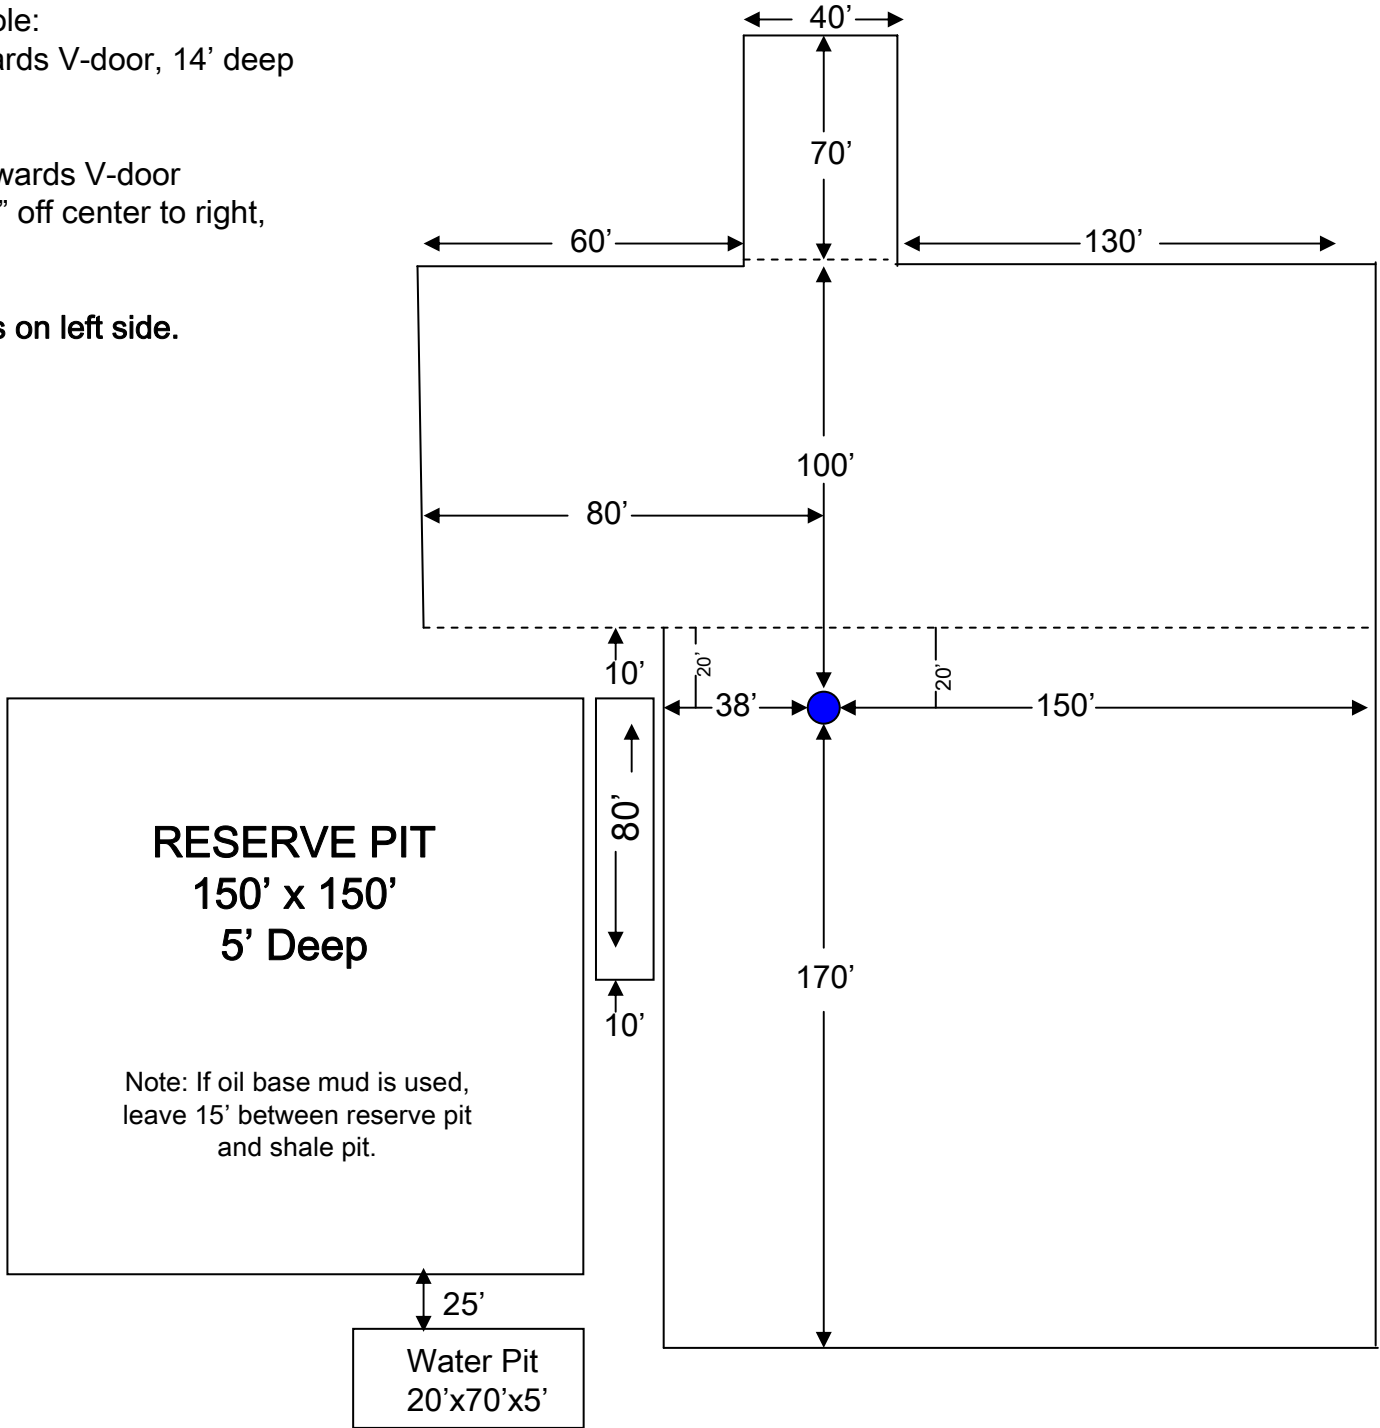 ole:
ards V-door, 14’ deep
wards V-door
” off center to right,
s on left side.
40’
70’
60’
130’
100’
80’
10’
20’
20’
38’
150’
80’
RESERVE PIT
150’ x 150’
5’ Deep
170’
10’
Note: If oil base mud is used,
leave 15’ between reserve pit
and shale pit.
25’
Water Pit
20’x70’x5’